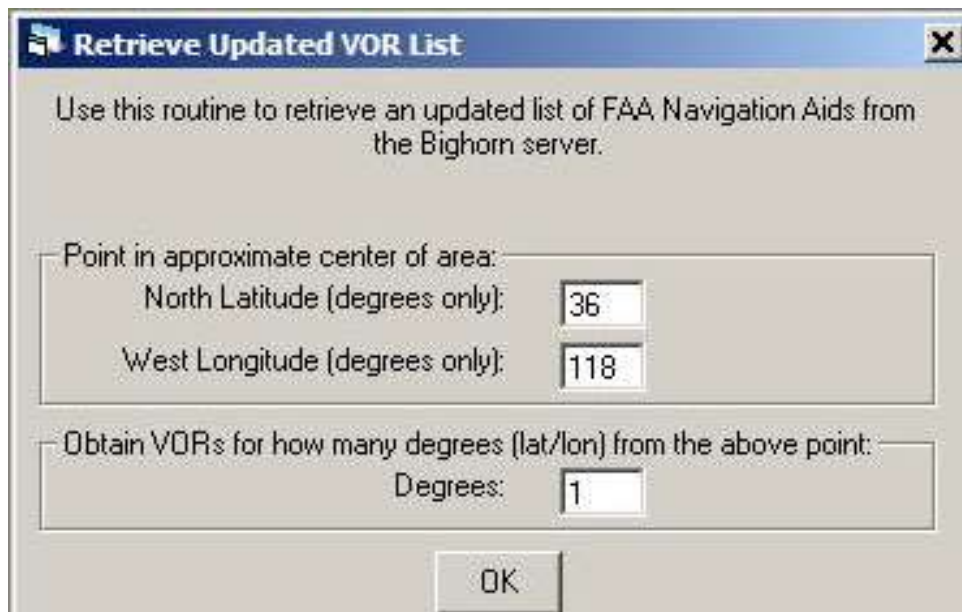 Retrieve Updated VOR List
Use this routine to retrieve an updated list of FAA Navigation Aids from
the Bighorn server.
Point in approximate center of area:
North Latitude (degrees only): 36
West Longitude (degrees only): 118
Obtain VORs for how many degrees (lat/lon) from the above point:
Degrees: 1
OK